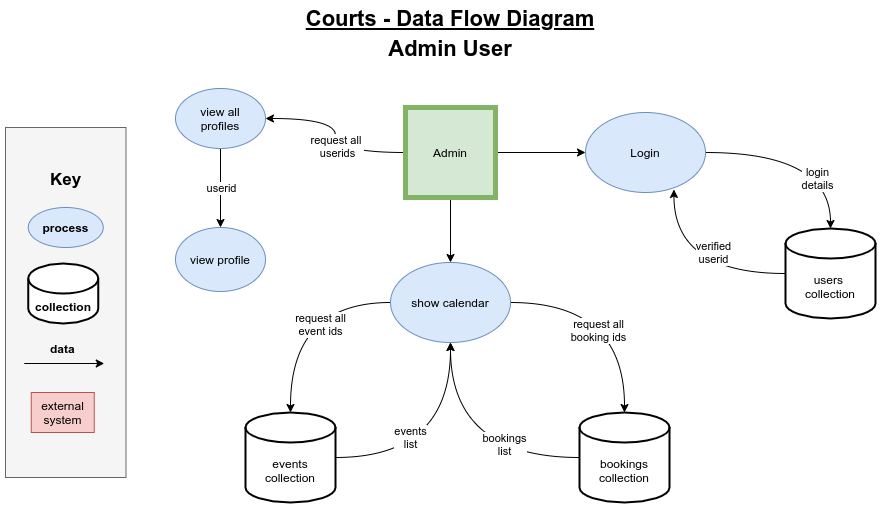 Courts - Data Flow Diagram
Admin User
view all
profiles
request all
userids
Admin
Login
login
details
Key
process
collection
data
external
system
userid
view profile
verified
userid
users
collection
show calendar
request all
event ids
request all
booking ids
events
list
bookings
list
events
collection
bookings
collection